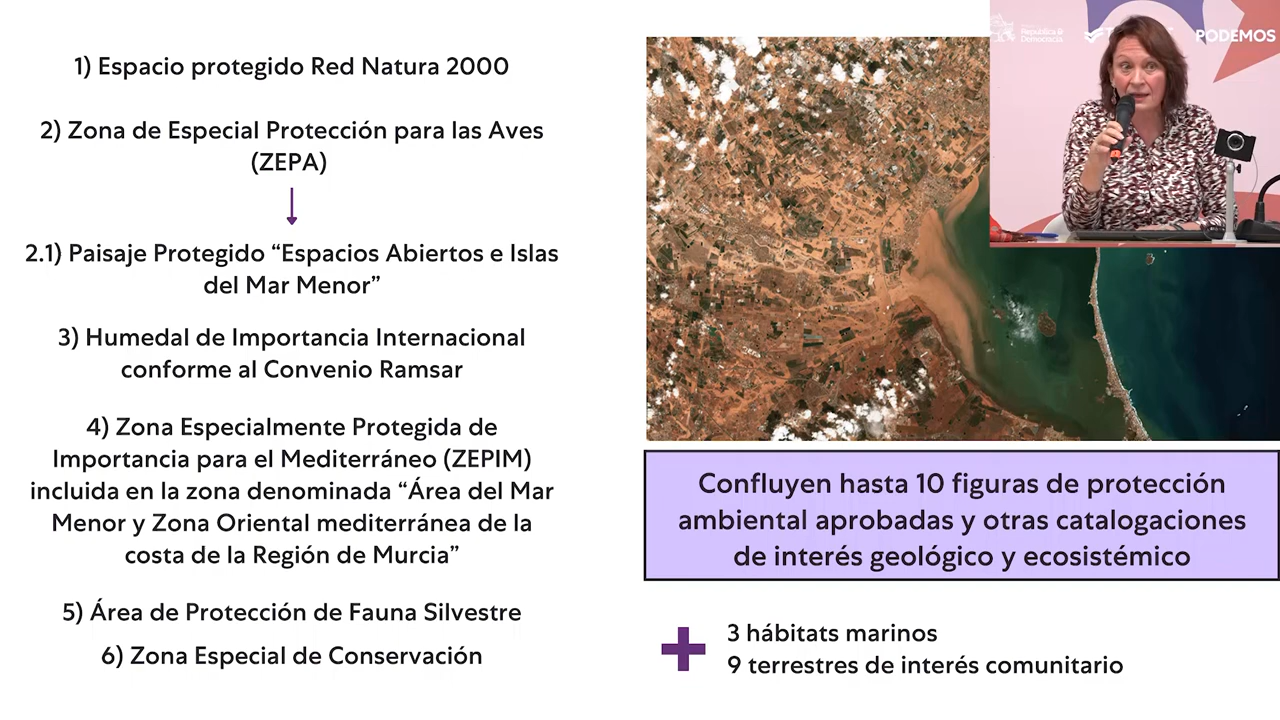 1) Espacio protegido Red Natura 2000
2) Zona de Especial Protección para las Aves
(ZEPA)
2.1) Paisaje Protegido “Espacios Abiertos e Islas
del Mar Menor”
3) Humedal de Importancia Internacional
conforme al Convenio Ramsar
4) Zona Especialmente Protegida de
Importancia para el Mediterráneo (ZEPIM)
incluida en la zona denominada “Área del Mar
Menor y Zona Oriental mediterránea de la
costa de la Región de Murcia”
5) Área de Protección de Fauna Silvestre
6) Zona Especial de Conservación
República &
Democracia
PODEMOS
Confluyen hasta 10 figuras de protección
ambiental aprobadas y otras catalogaciones
de interés geológico y ecosistémico
3 hábitats marinos
9 terrestres de interés comunitario